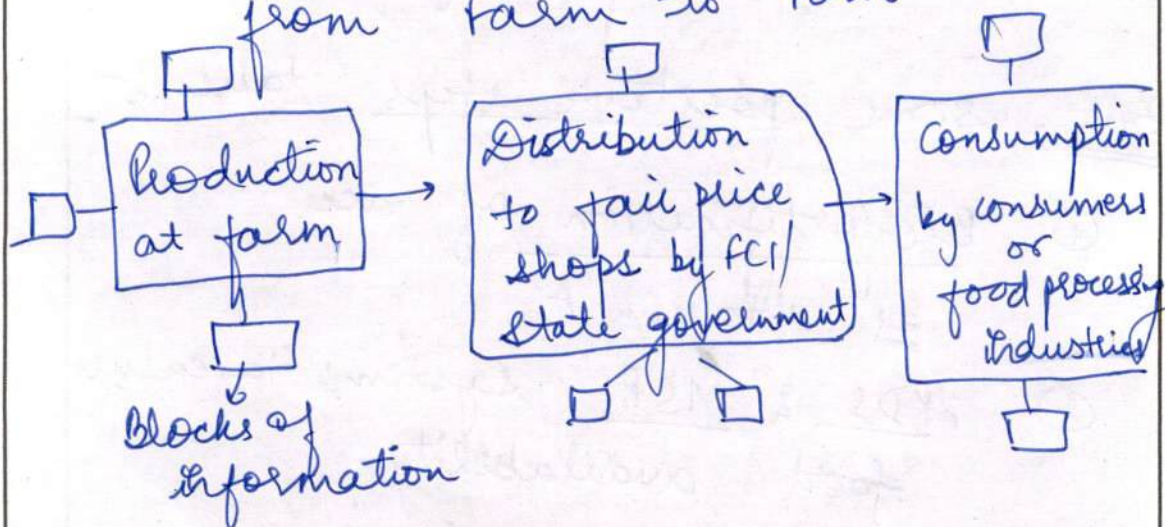 from farm to
Production
at farm
Blocks of
information
Distribution
to fair price
shops by FCI/
State government
Consumption
by consumers
or
food processing
industries